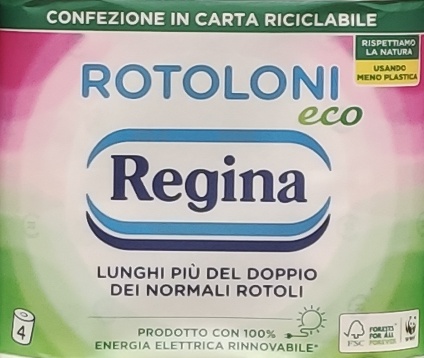 CONFEZIONE IN CARTA RICICLABILE
RISPETTIAMO
LA NATURA
USANDO
MENO PLASTICA
ROTOLONI
eco
Regina
LUNGHI PIÙ DEL DOPPIO
DEI NORMALI ROTOLI
4
PRODOTTO CON 100%
ENERGIA ELETTRICA RINNOVABILE*
FSC
FORESTS
FOR ALL
FOREVER
WWF